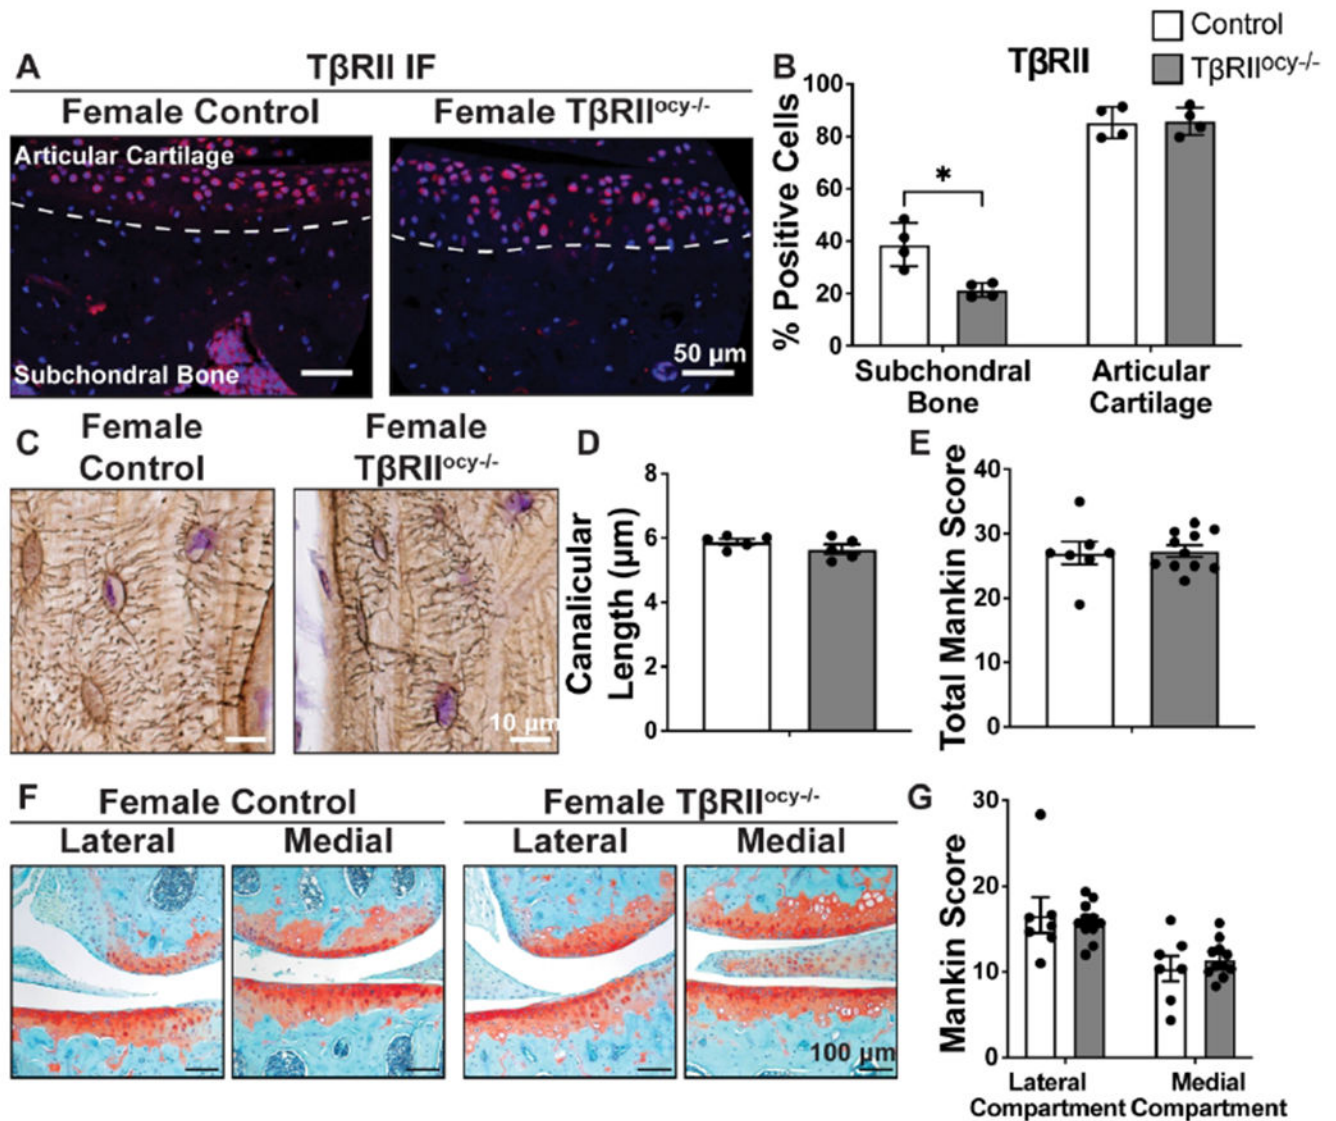 A
TβRII IF
Female Control
Female TβRIIocy-/-
Articular Cartilage
Subchondral Bone
50 μm
B
TβRII
Control
TβRIIocy-/-
% Positive Cells
100
80
60
40
20
0
*
Subchondral
Bone
Articular
Cartilage
C
Female
Control
Female
TβRIIocy-/-
10 μm
D
Canalicular
Length (μm)
8
6
4
2
0
E
Total Mankin Score
40
30
20
10
0
F
Female Control
Female TβRIIocy-/-
Lateral
Medial
Lateral
Medial
100 μm
G
Mankin Score
30
20
10
0
Lateral
Compartment
Medial
Compartment